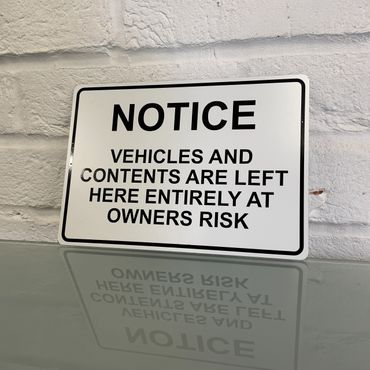 NOTICE
VEHICLES AND
CONTENTS ARE LEFT
HERE ENTIRELY AT
OWNERS RISK